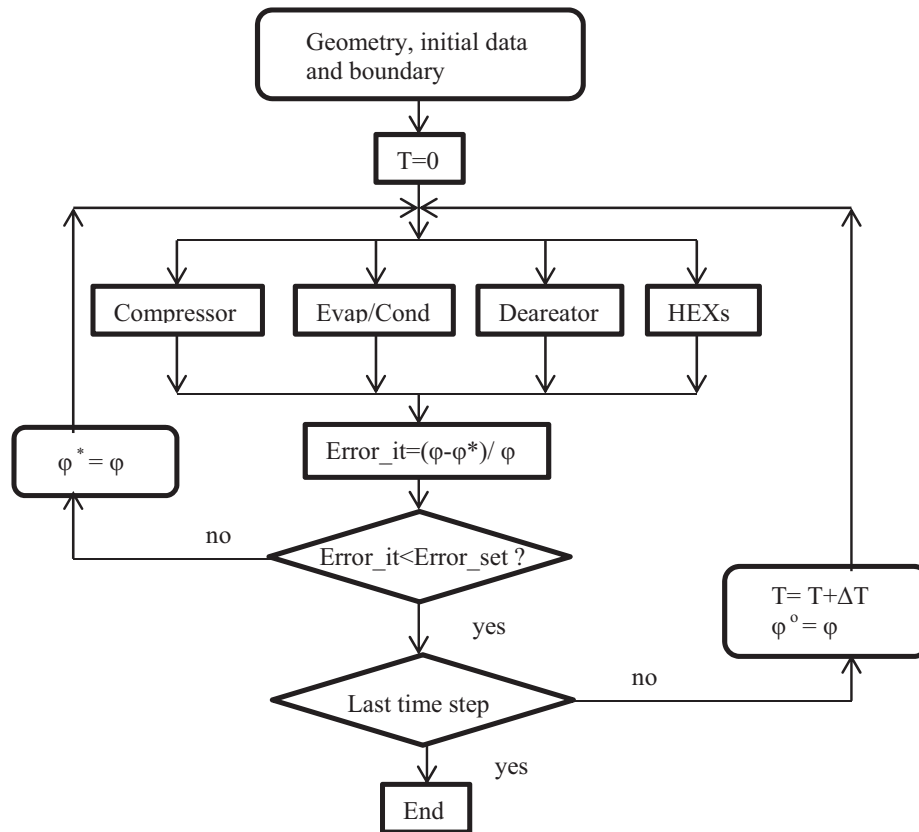 Geometry, initial data
and boundary
T=0
Compressor
Evap/Cond
Deareator
HEXs
Error_it=(φ-φ*)/ φ
φ* = φ
no
Error_it<Error_set ?
T= T+ΔT
φ° = φ
yes
no
Last time step
yes
End